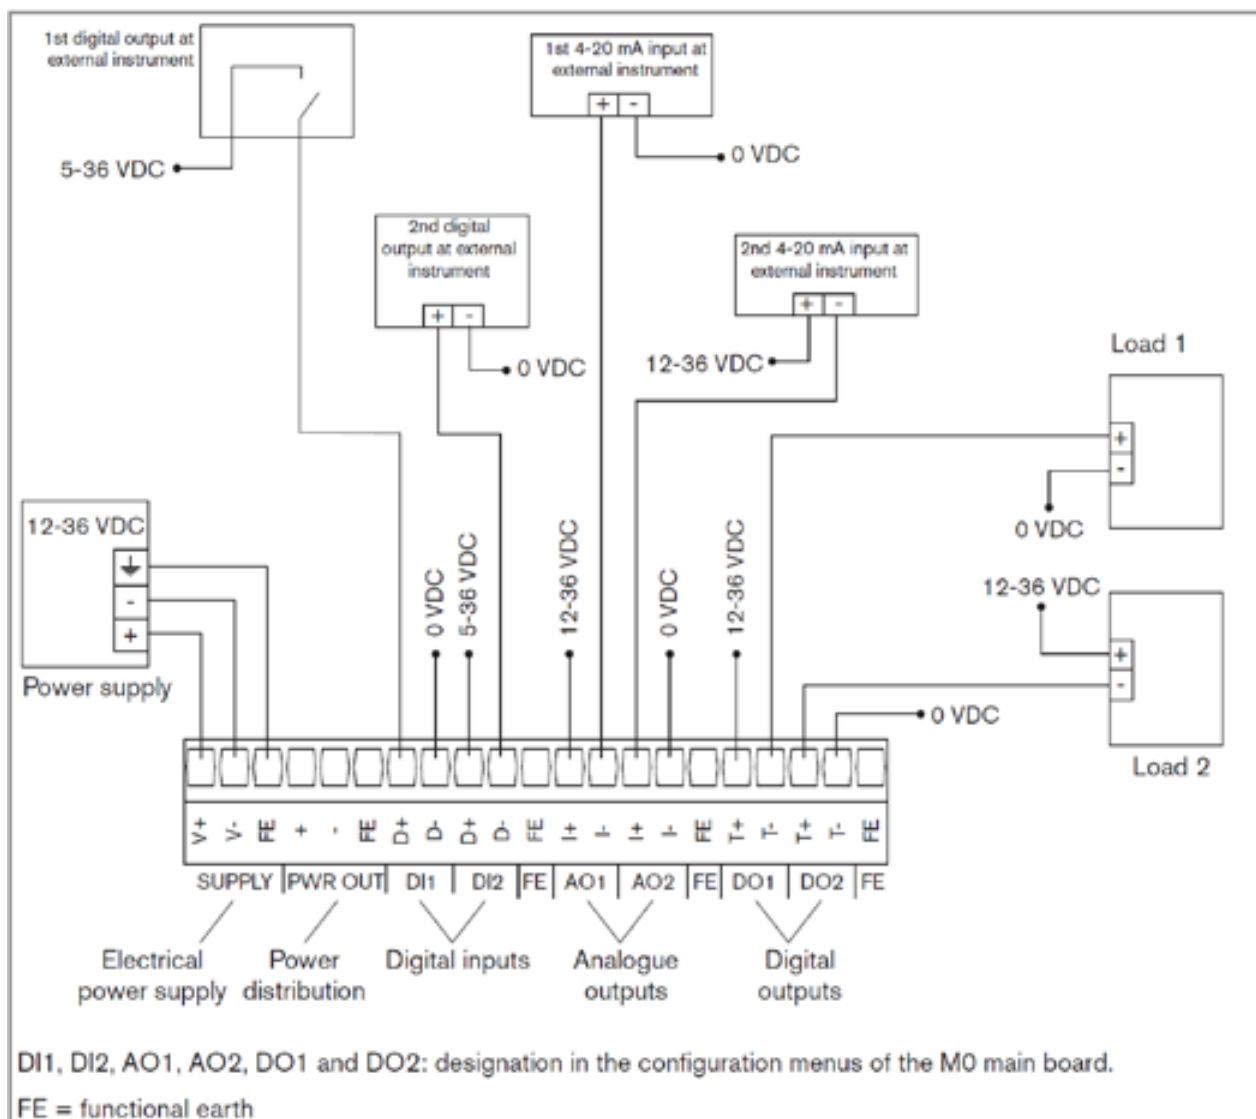 1st digital output at
external instrument
5-36 VDC
1st 4-20 mA input at
external instrument
+ -
0 VDC
2nd digital
output at external
instrument
+ -
0 VDC
2nd 4-20 mA input at
external instrument
+ -
12-36 VDC
Load 1
+
-
0 VDC
12-36 VDC
+
-
Load 2
0 VDC
12-36 VDC
-
+
Power supply
0 VDC
5-36 VDC
12-36 VDC
0 VDC
12-36 VDC
V+ V- FE + - FE D+ D- D+ D- FE I+ I- I+ I- FE T+ T- T+ T- FE
SUPPLY PWR OUT DI1 DI2 FE AO1 AO2 FE DO1 DO2 FE
Electrical
power supply
Power
distribution
Digital inputs
Analogue
outputs
Digital
outputs
DI1, DI2, AO1, AO2, DO1 and DO2: designation in the configuration menus of the M0 main board.
FE = functional earth